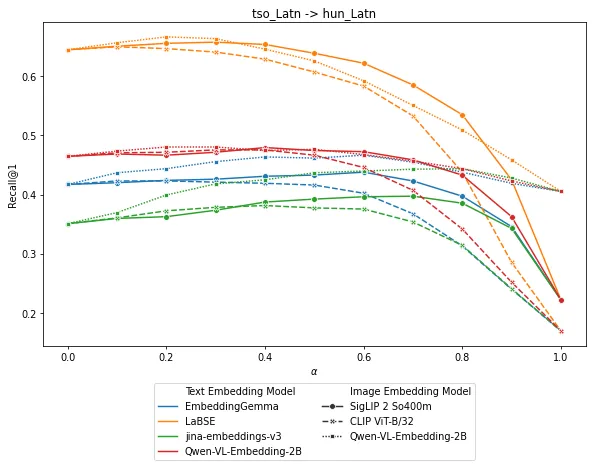 tso_Latn -> hun_Latn
Recall@1
0.6
0.5
0.4
0.3
0.2
0.0 0.2 0.4 0.6 0.8 1.0
α
Text Embedding Model Image Embedding Model
EmbeddingGemma SigLIP 2 So400m
LaBSE CLIP ViT-B/32
jina-embeddings-v3 Qwen-VL-Embedding-2B
Qwen-VL-Embedding-2B